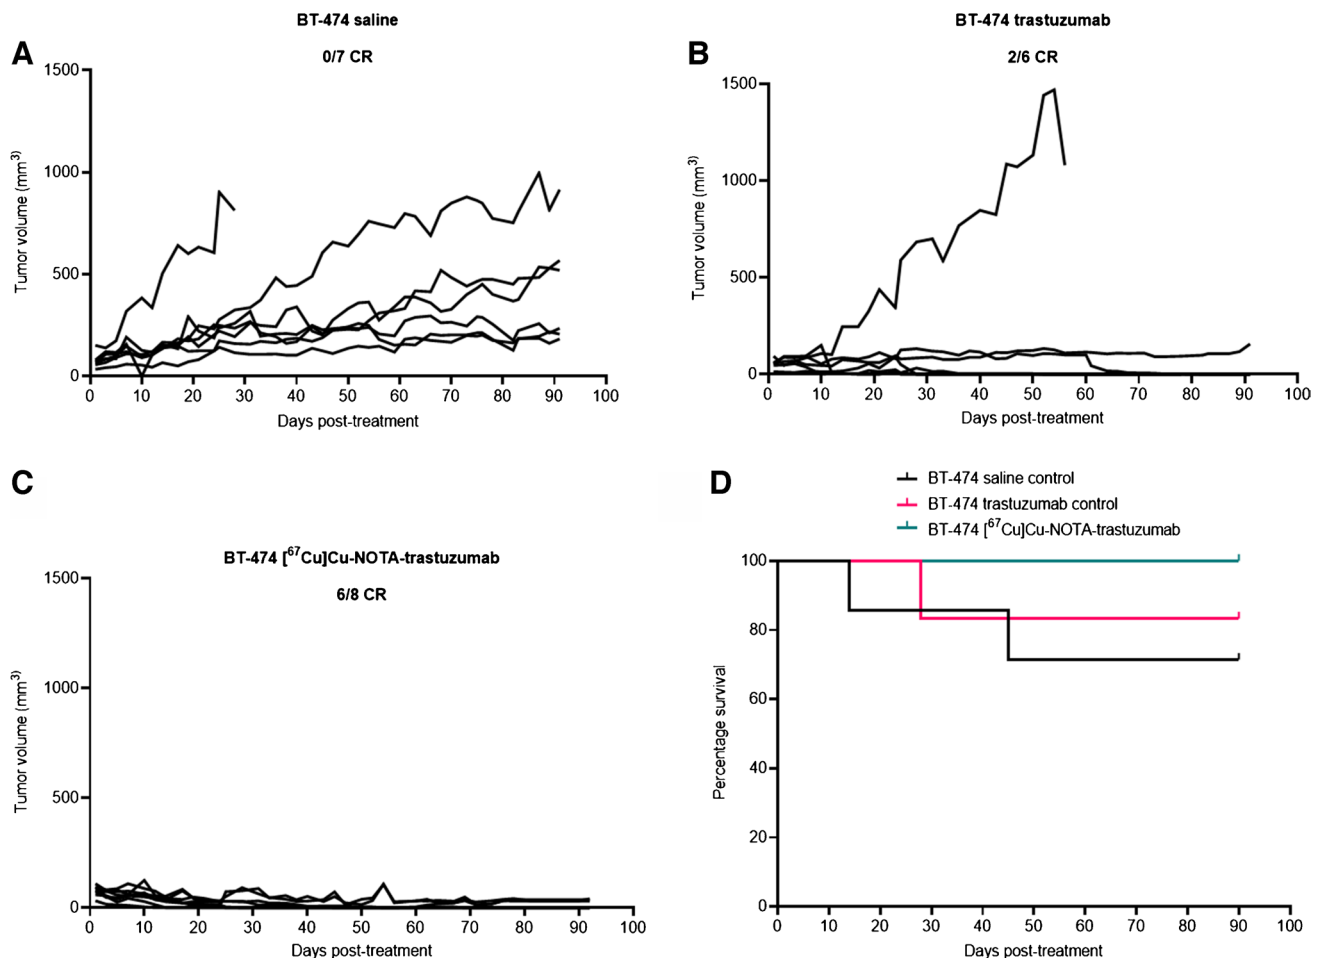 BT-474 saline
A
0/7 CR
1500
1000
500
0
Tumor volume (mm³)
0 10 20 30 40 50 60 70 80 90 100
Days post-treatment
BT-474 trastuzumab
B
2/6 CR
1500
1000
500
0
Tumor volume (mm³)
0 10 20 30 40 50 60 70 80 90 100
Days post-treatment
C
BT-474 [⁶⁷Cu]Cu-NOTA-trastuzumab
6/8 CR
1500
1000
500
0
Tumor volume (mm³)
0 10 20 30 40 50 60 70 80 90 100
Days post-treatment
D
BT-474 saline control
BT-474 trastuzumab control
BT-474 [⁶⁷Cu]Cu-NOTA-trastuzumab
100
80
60
40
20
0
Percentage survival
0 10 20 30 40 50 60 70 80 90 100
Days post-treatment